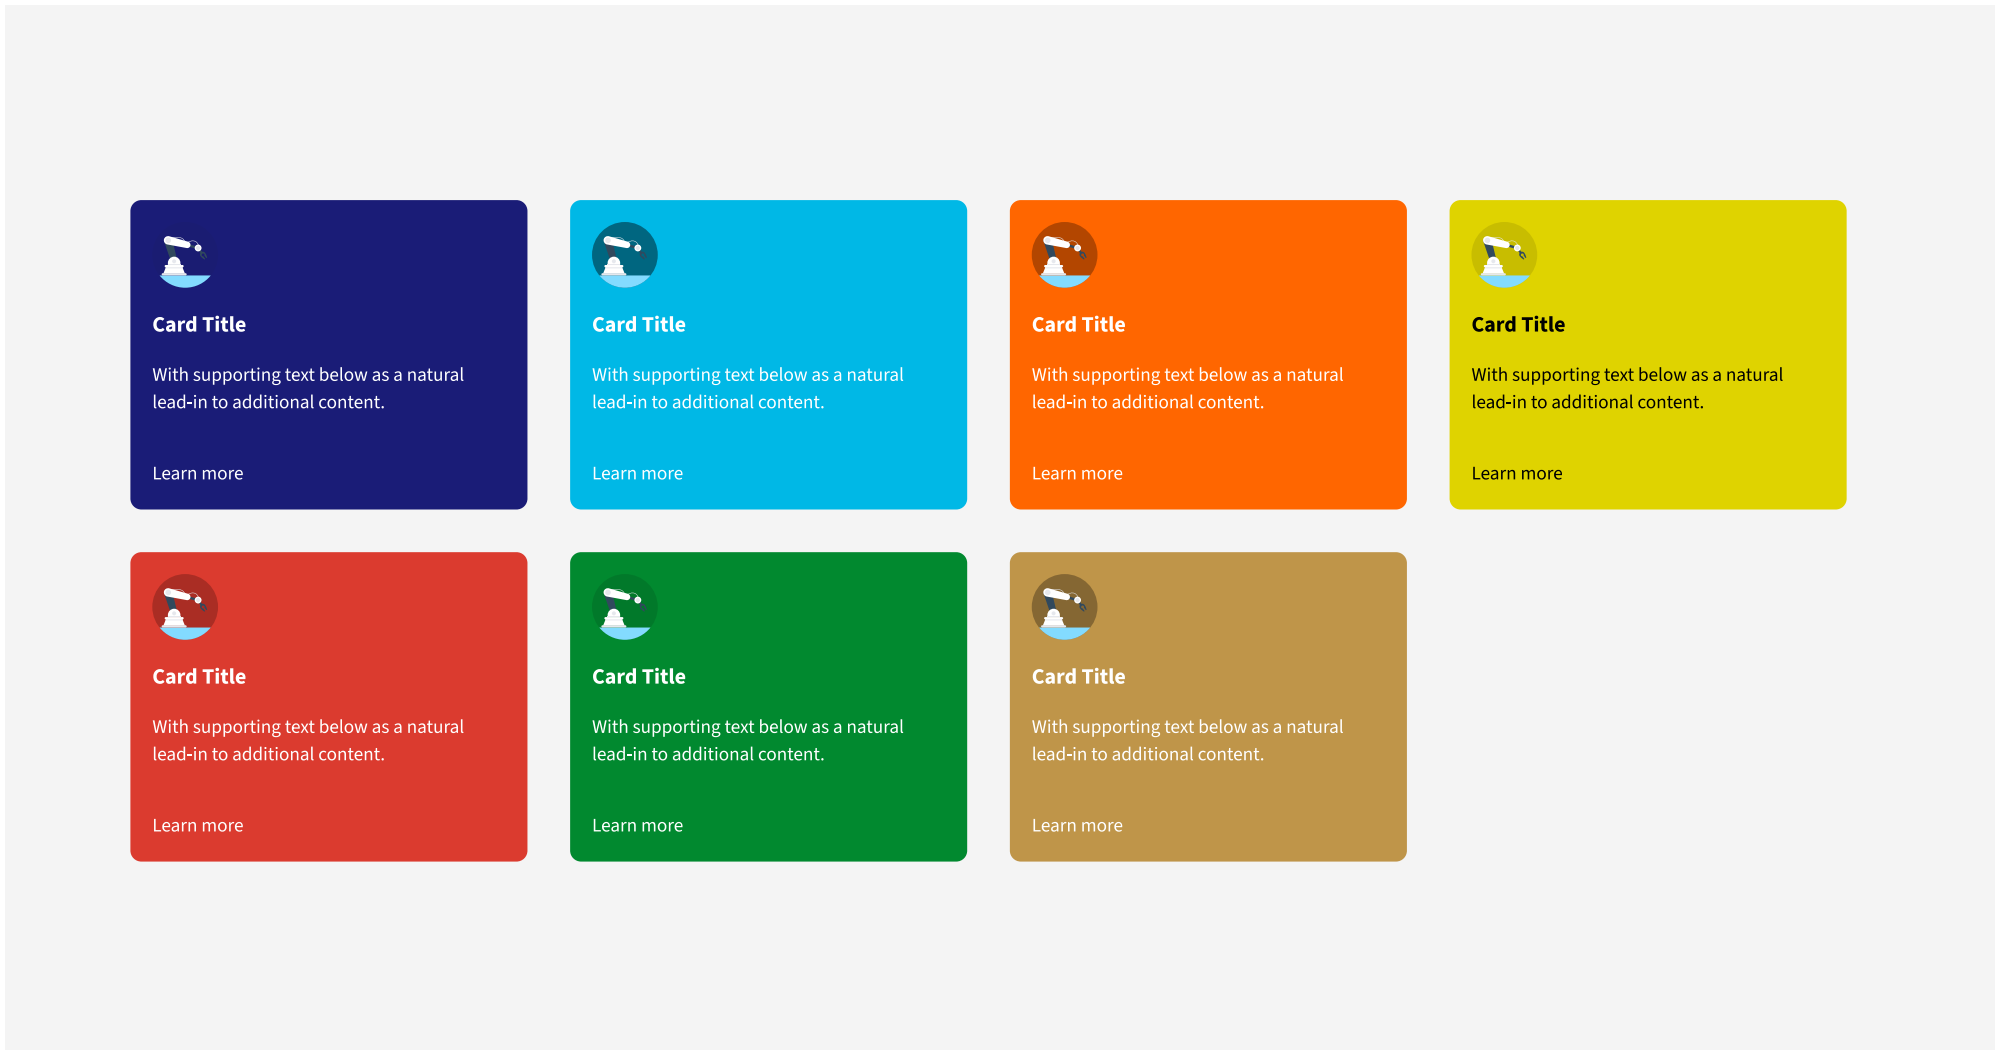 Card Title
With supporting text below as a natural
lead-in to additional content.
Learn more
Card Title
With supporting text below as a natural
lead-in to additional content.
Learn more
Card Title
With supporting text below as a natural
lead-in to additional content.
Learn more
Card Title
With supporting text below as a natural
lead-in to additional content.
Learn more
Card Title
With supporting text below as a natural
lead-in to additional content.
Learn more
Card Title
With supporting text below as a natural
lead-in to additional content.
Learn more
Card Title
With supporting text below as a natural
lead-in to additional content.
Learn more